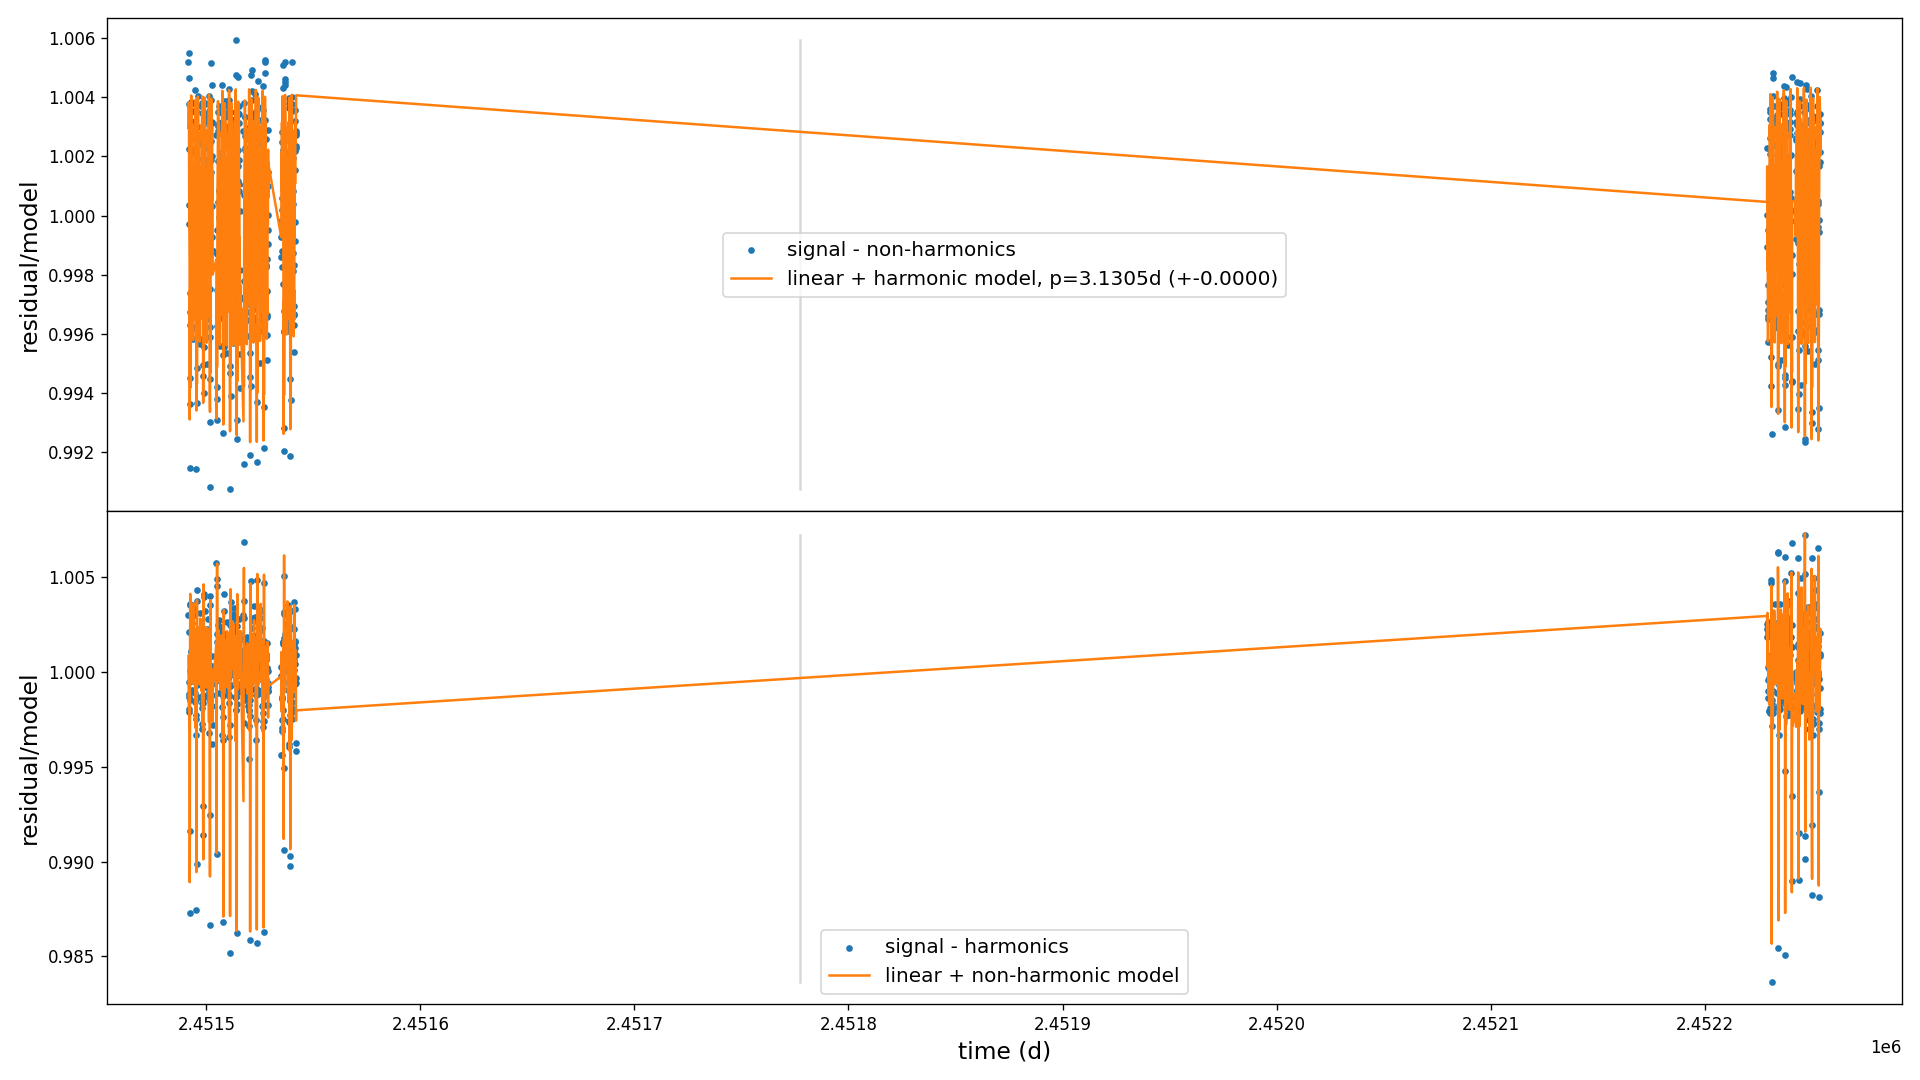 1.006
1.004
1.002
1.000
0.998
0.996
0.994
0.992
residual/model
signal - non-harmonics
linear + harmonic model, p=3.1305d (+-0.0000)
1.005
1.000
0.995
0.990
0.985
residual/model
signal - harmonics
linear + non-harmonic model
2.4515 2.4516 2.4517 2.4518 2.4519 2.4520 2.4521 2.4522
1e6
time (d)